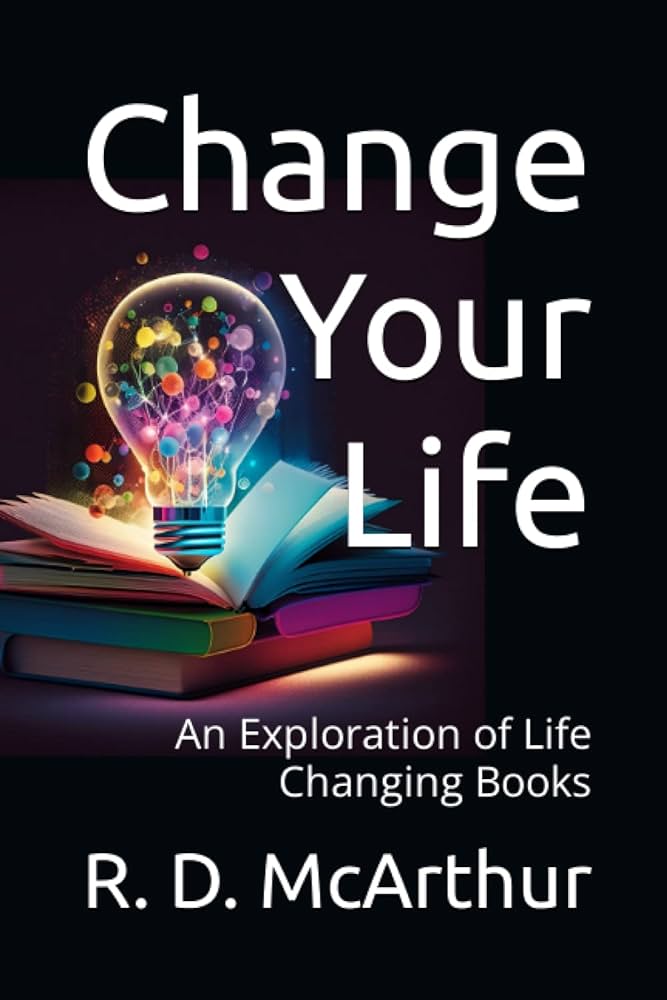 Change
Your
Life
An Exploration of Life
Changing Books
R. D. McArthur